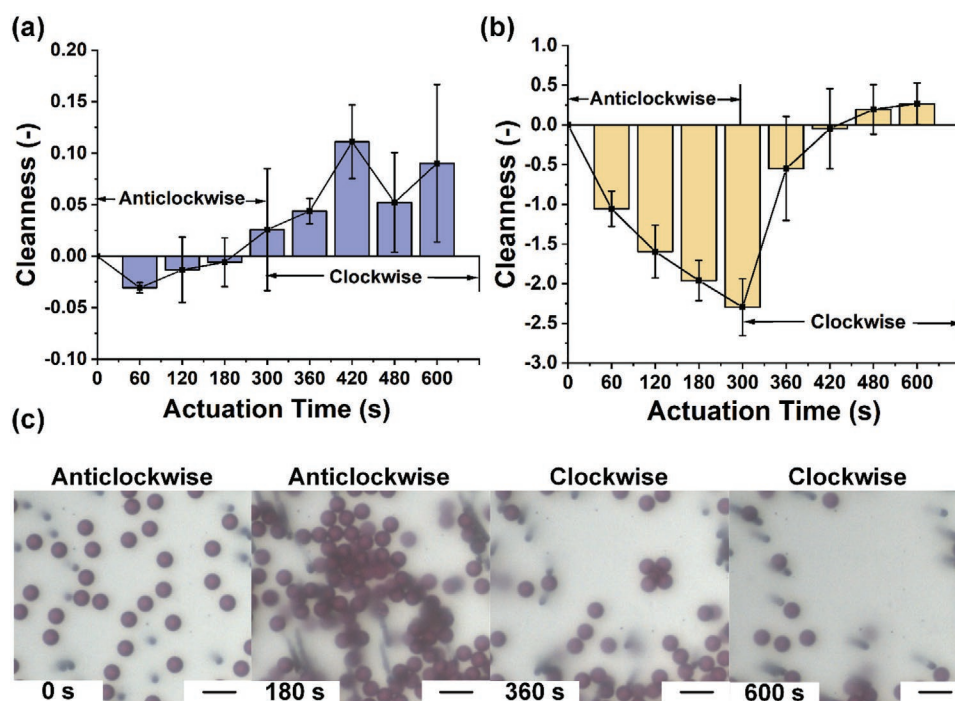 (a)
0.20
0.15
0.10
0.05
0.00
-0.05
-0.10
Cleanness (-)
Anticlockwise
Clockwise
0 60 120 180 300 360 420 480 600
Actuation Time (s)
(b)
1.0
0.5
0.0
-0.5
-1.0
-1.5
-2.0
-2.5
-3.0
Cleanness (-)
Anticlockwise
Clockwise
0 60 120 180 300 360 420 480 600
Actuation Time (s)
(c)
Anticlockwise
Anticlockwise
Clockwise
Clockwise
0 s
180 s
360 s
600 s